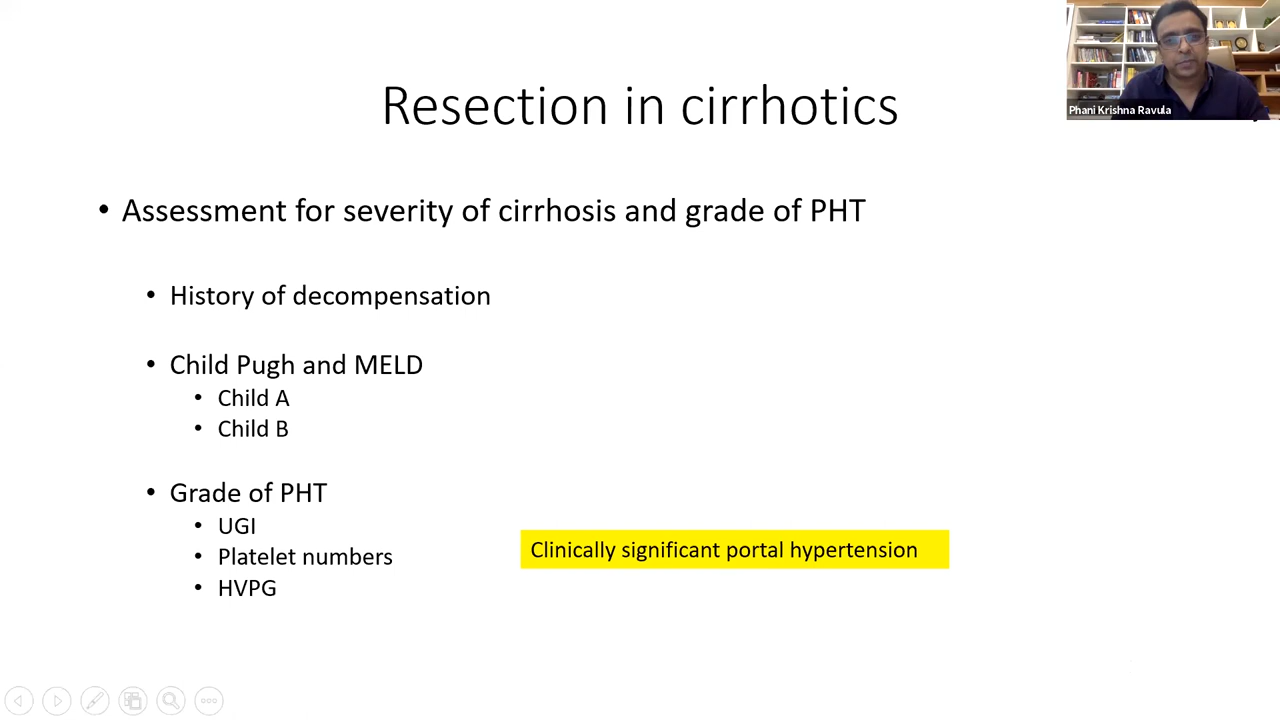 Phani Krishna Ravula
Resection in cirrhotics
• Assessment for severity of cirrhosis and grade of PHT
• History of decompensation
• Child Pugh and MELD
• Child A
• Child B
• Grade of PHT
• UGI
• Platelet numbers
• HVPG
Clinically significant portal hypertension